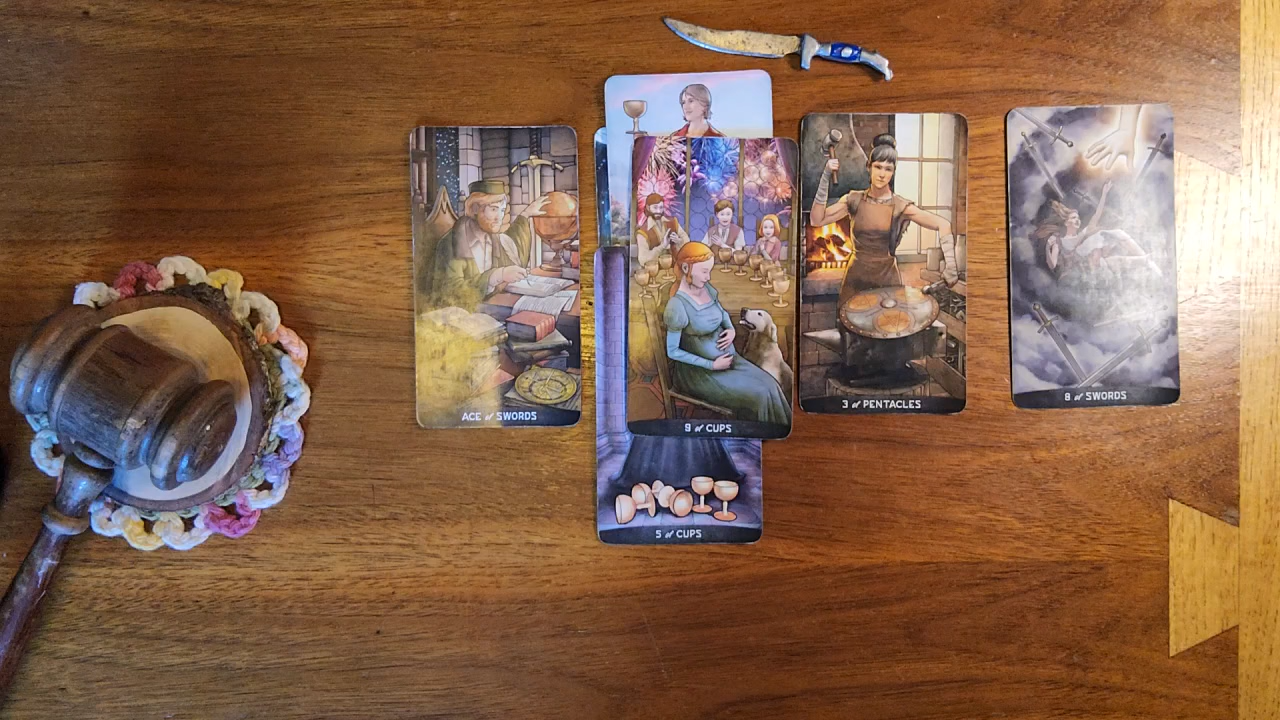 ACE of SWORDS
9 of CUPS
3 of PENTACLES
8 of SWORDS
5 of CUPS